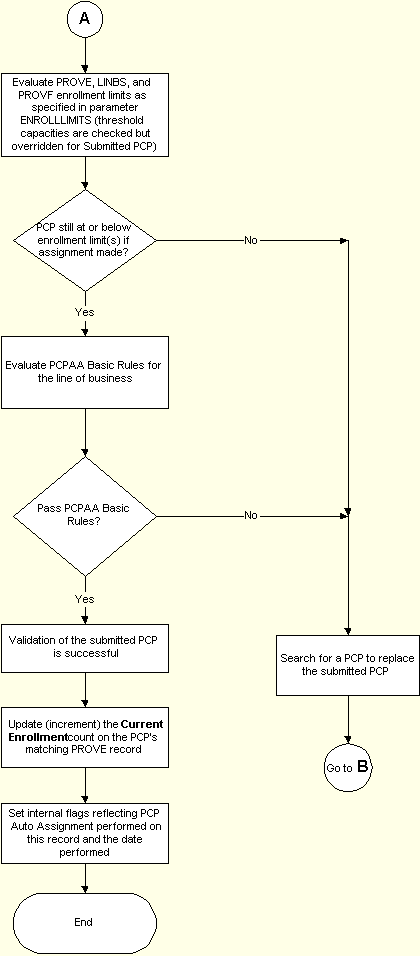 A
Evaluate PROVE, LINBS, and
PROVF enrollment limits as
specified in parameter
ENROLLLIMITS (threshold
capacities are checked but
overridden for Submitted PCP)
PCP still at or below
enrollment limit(s) if
assignment made?
No
Yes
Evaluate PCPAA Basic Rules for
the line of business
Pass PCPAA Basic
Rules?
No
Yes
Validation of the submitted PCP
is successful
Search for a PCP to replace
the submitted PCP
Update (increment) the Current
Enrollmentcount on the PCP's
matching PROVE record
Go to B
Set internal flags reflecting PCP
Auto Assignment performed on
this record and the date
performed
End